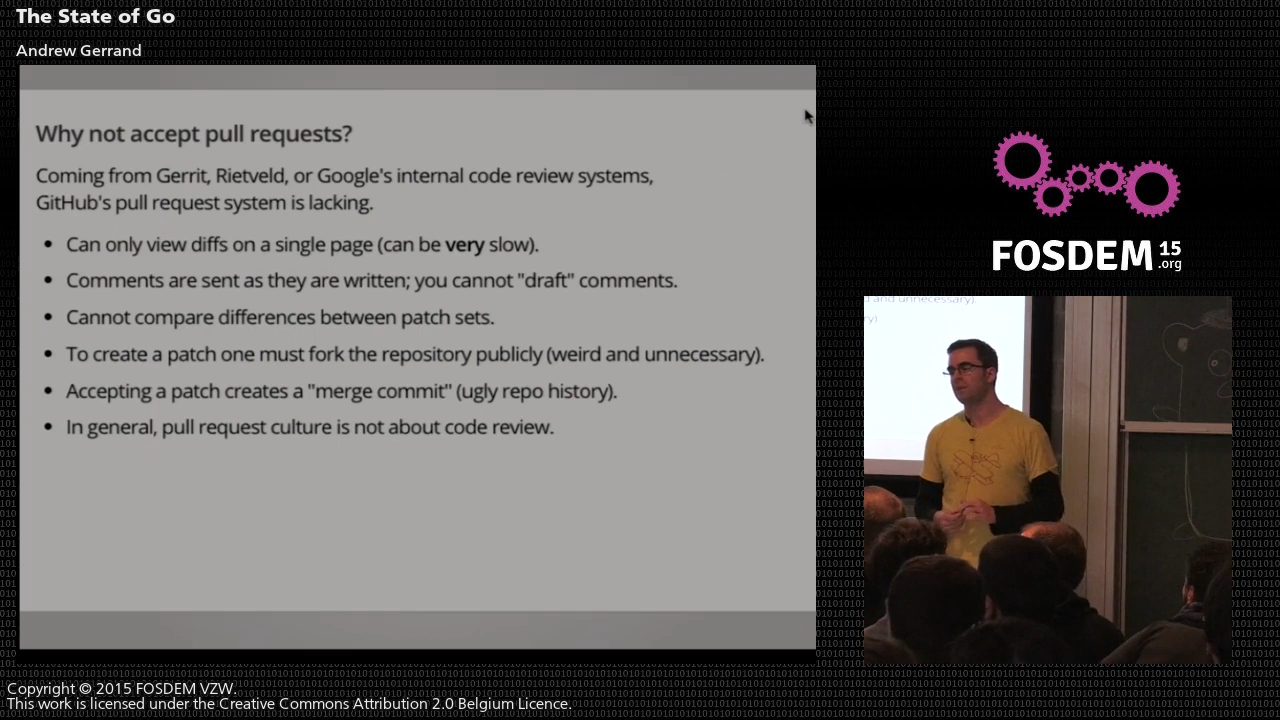 The State of Go
Andrew Gerrand
Why not accept pull requests?
Coming from Gerrit, Rietveld, or Google's internal code review systems,
GitHub's pull request system is lacking.
• Can only view diffs on a single page (can be very slow).
• Comments are sent as they are written; you cannot "draft" comments.
• Cannot compare differences between patch sets.
• To create a patch one must fork the repository publicly (weird and unnecessary).
• Accepting a patch creates a "merge commit" (ugly repo history).
• In general, pull request culture is not about code review.
FOSDEM 15
.org
and unnecessary)
Copyright © 2015 FOSDEM VZW.
This work is licensed under the Creative Commons Attribution 2.0 Belgium Licence.